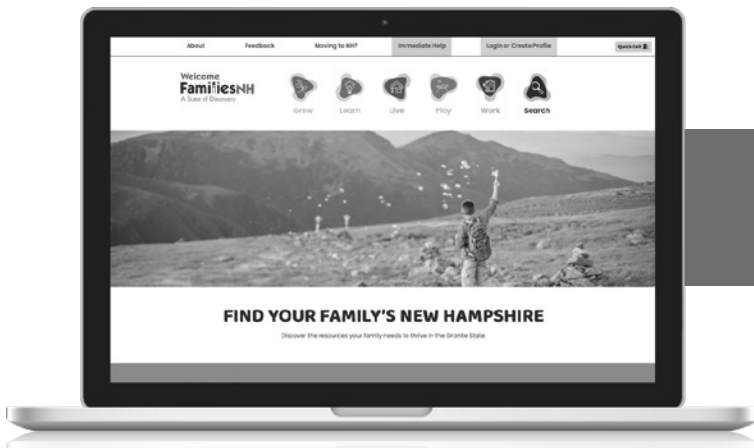 About Feedback Moving to NH? Immediate Help Login or Create Profile Quick Exit
Welcome
FamiliesNH
A State of Discovery
Grow Learn Live Play Work Search
FIND YOUR FAMILY'S NEW HAMPSHIRE
Discover the resources your family needs to thrive in the Granite State.